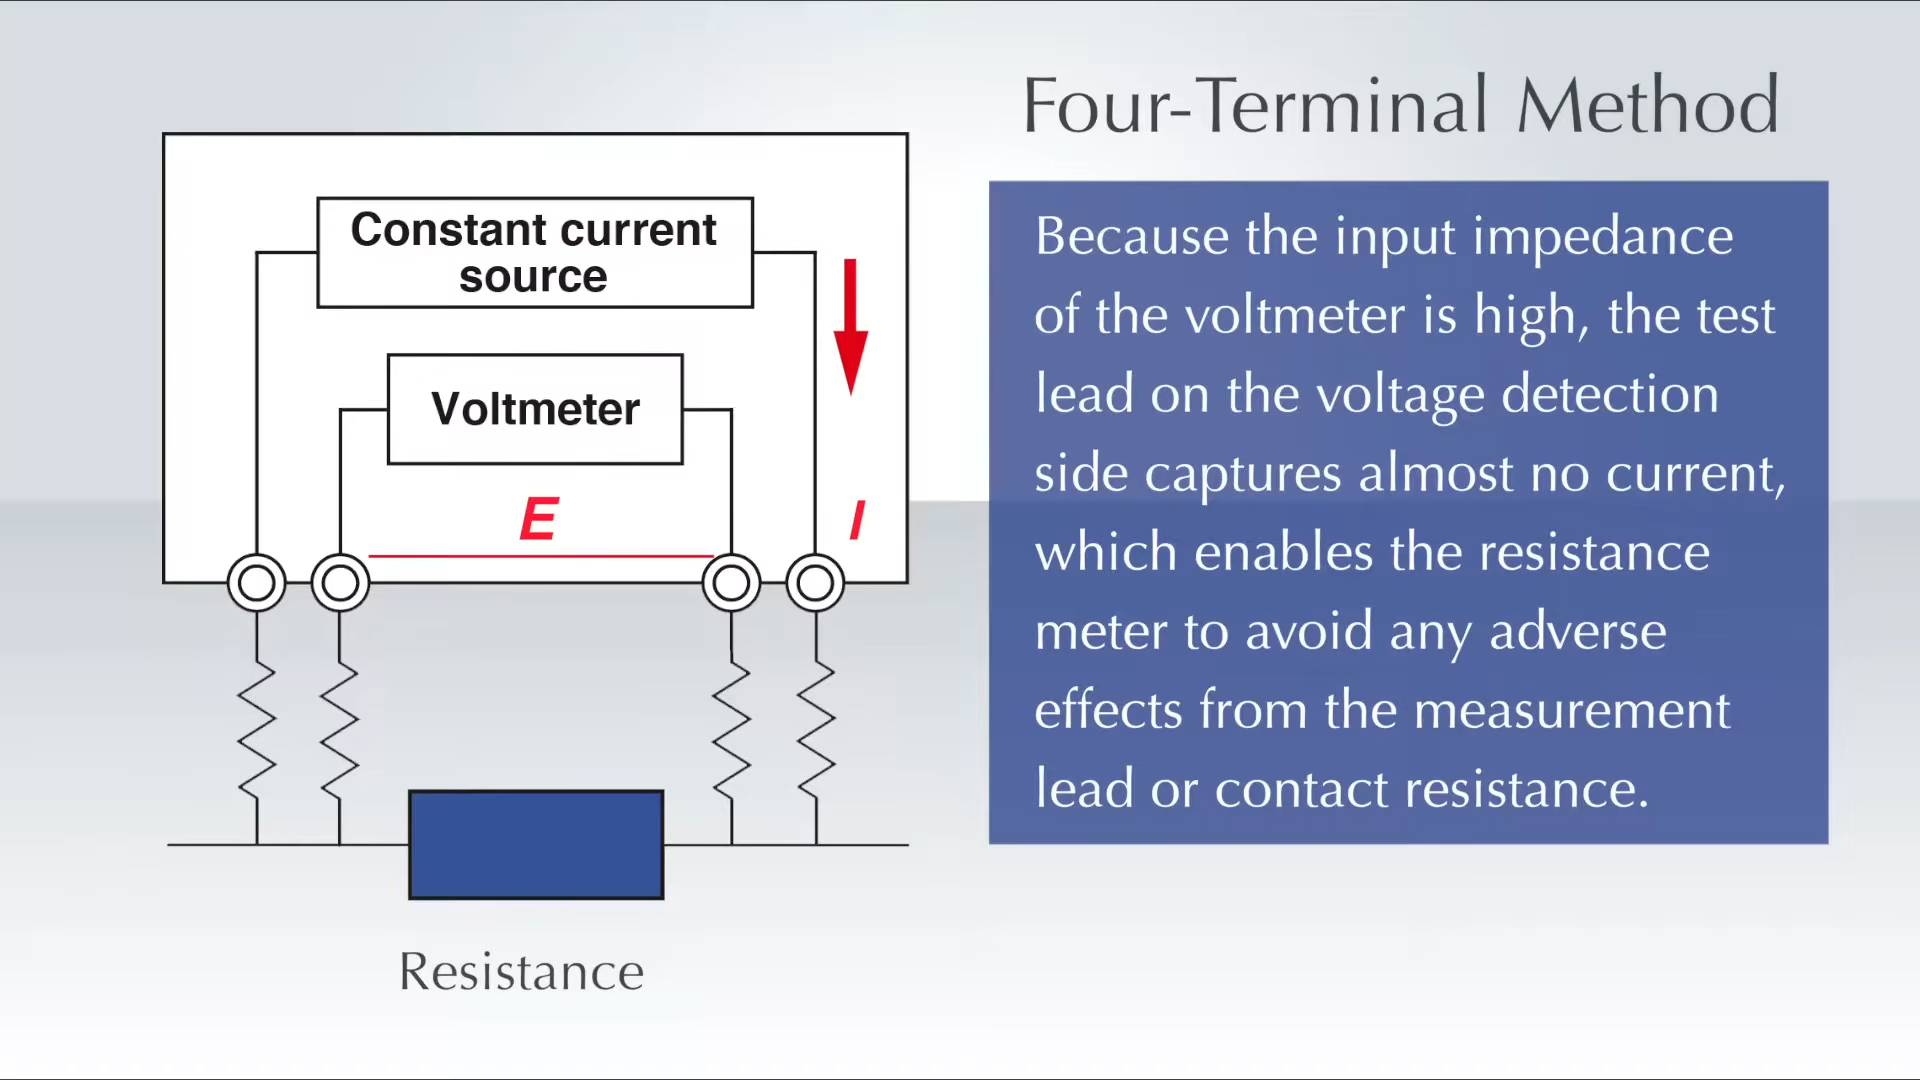 Four-Terminal Method
Constant current
source
Voltmeter
E
I
Resistance
Because the input impedance
of the voltmeter is high, the test
lead on the voltage detection
side captures almost no current,
which enables the resistance
meter to avoid any adverse
effects from the measurement
lead or contact resistance.